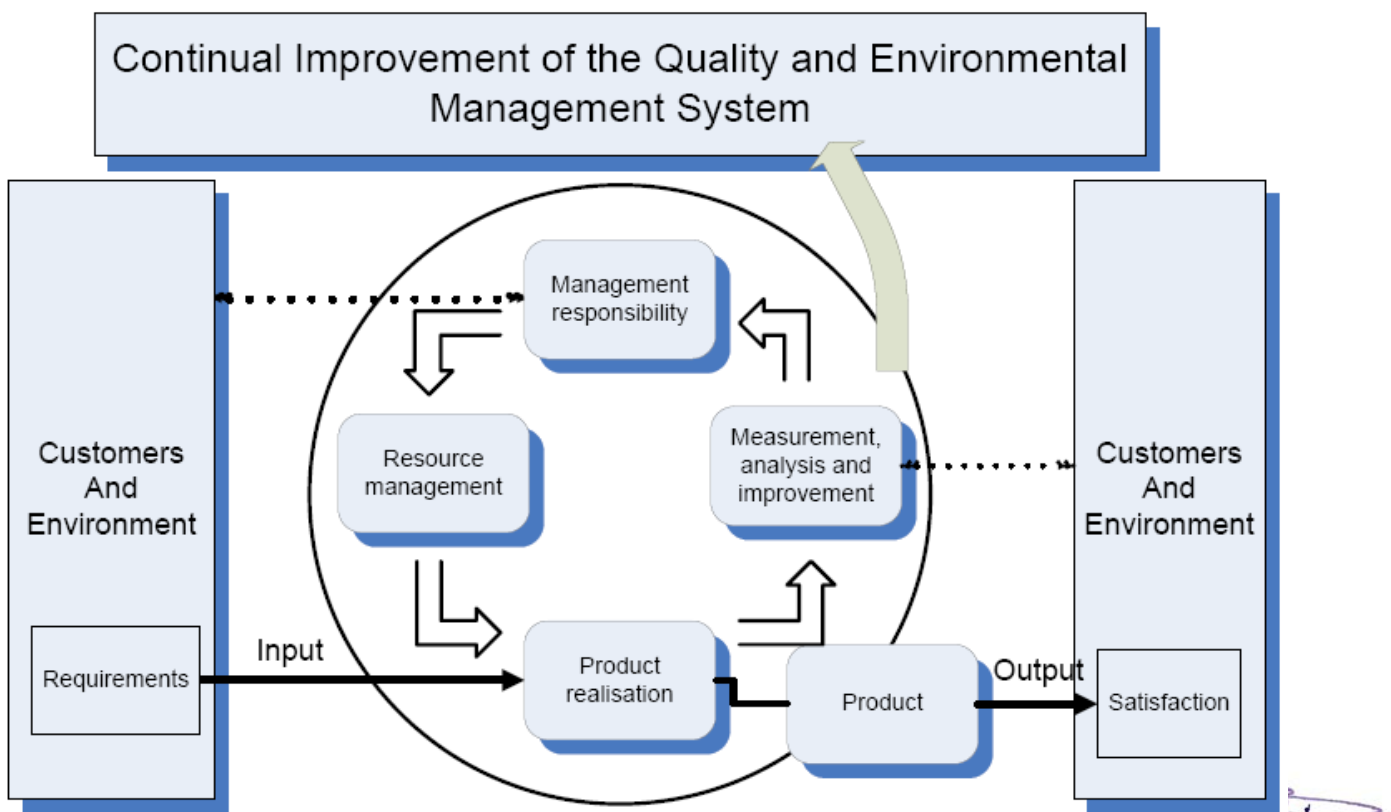 Continual Improvement of the Quality and Environmental
Management System
Management
responsibility
Customers
And
Environment
Resource
management
Measurement,
analysis and
improvement
Customers
And
Environment
Requirements
Input
Product
realisation
Product
Output
Satisfaction